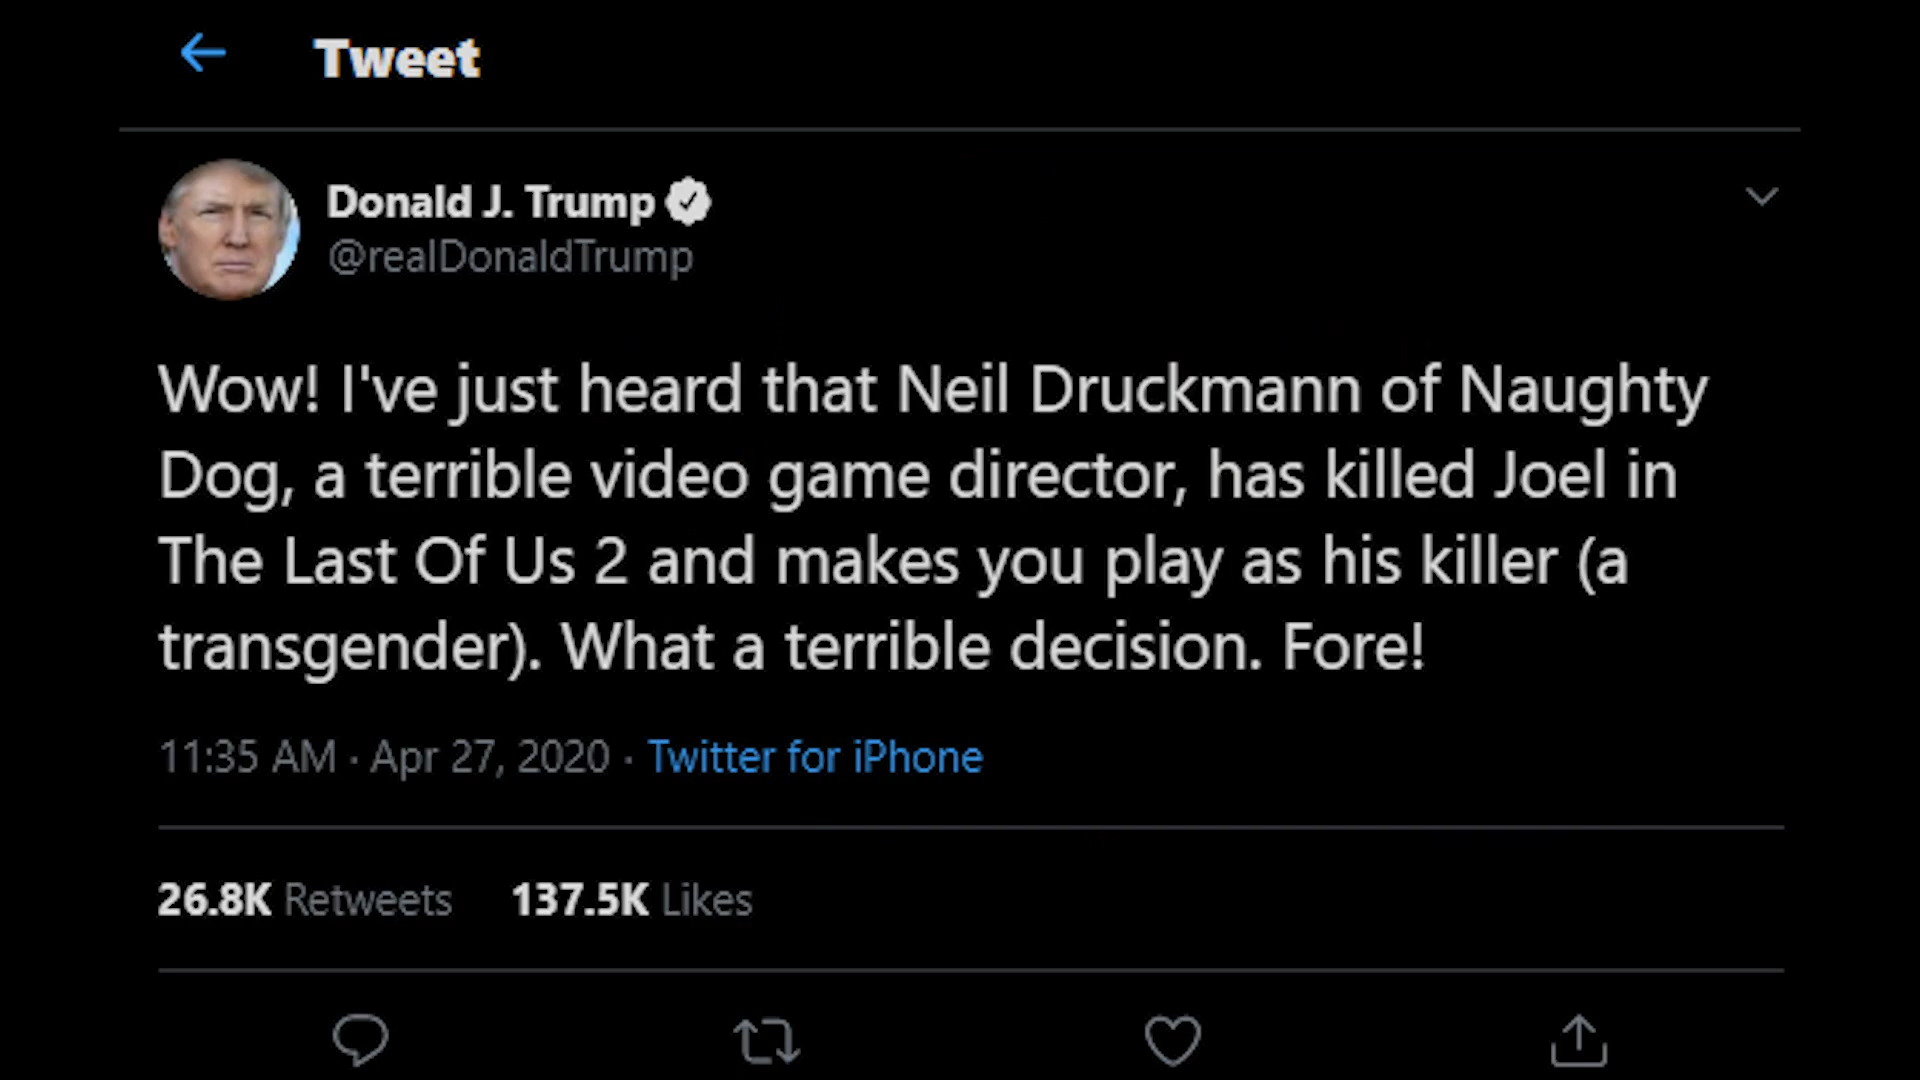 Tweet
Donald J. Trump
@realDonaldTrump
Wow! I've just heard that Neil Druckmann of Naughty
Dog, a terrible video game director, has killed Joel in
The Last Of Us 2 and makes you play as his killer (a
transgender). What a terrible decision. Fore!
11:35 AM · Apr 27, 2020 · Twitter for iPhone
26.8K Retweets 137.5K Likes